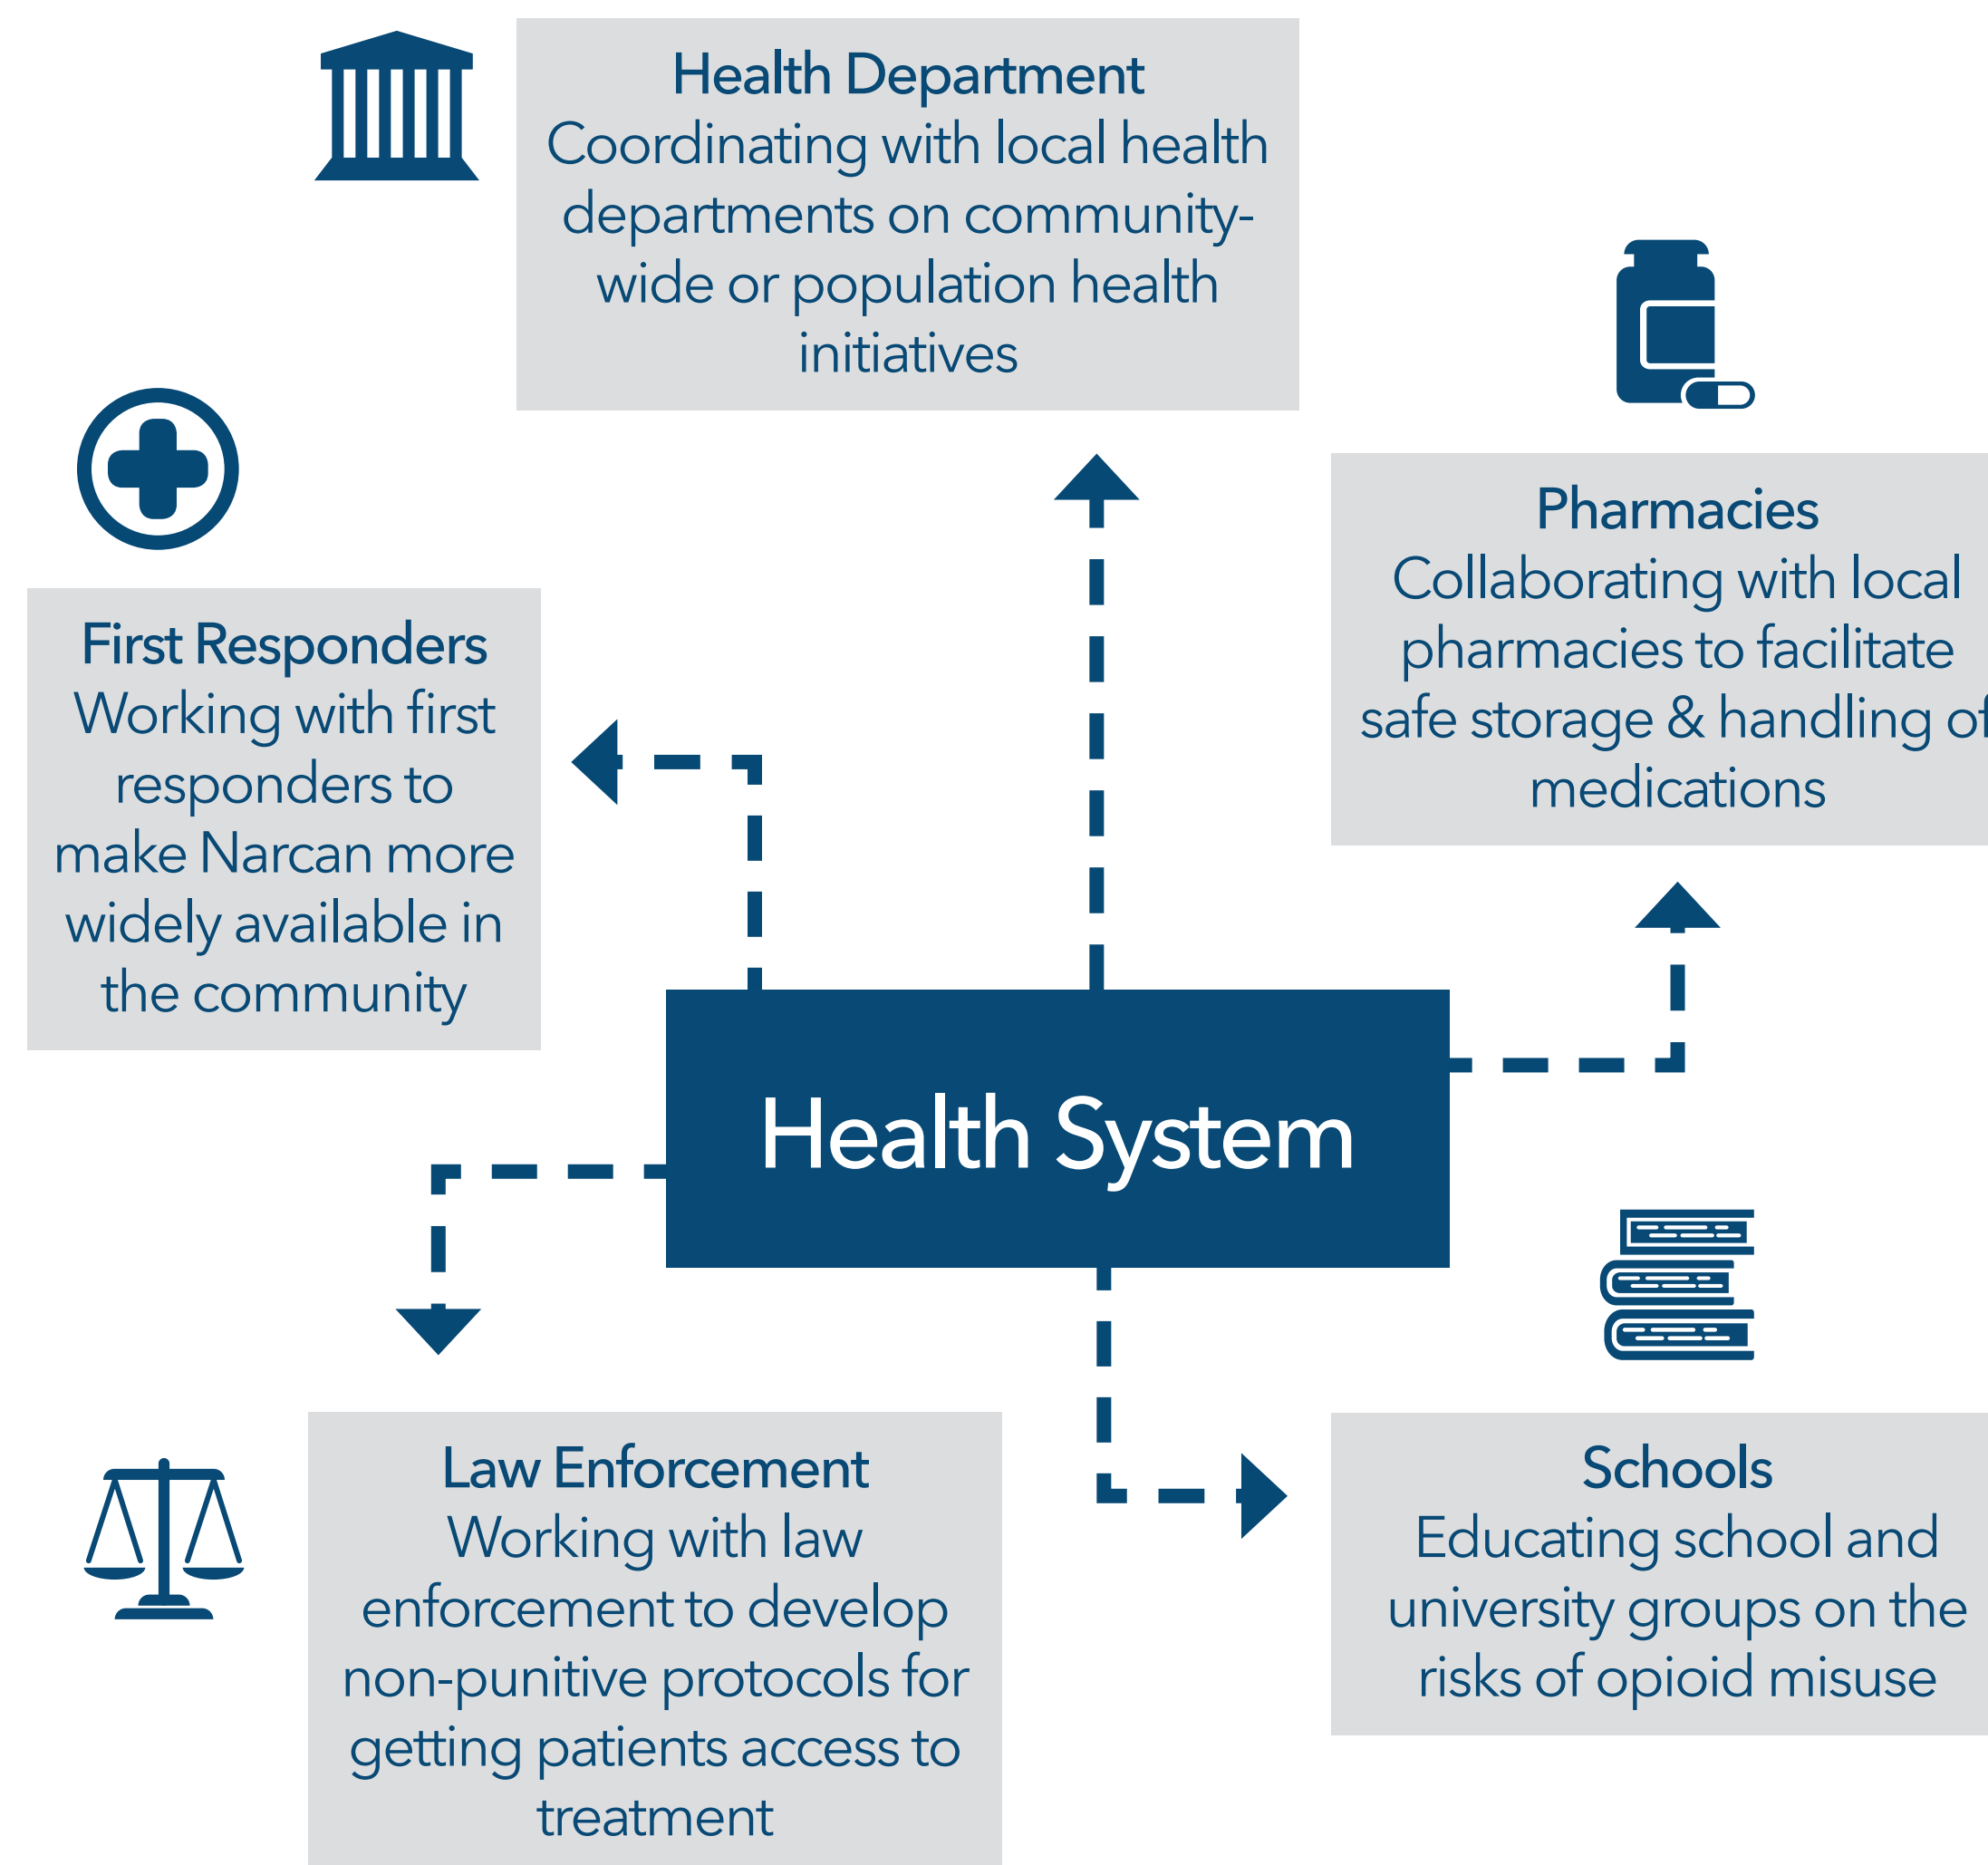 Health Department
Coordinating with local health
departments on community-
wide or population health
initiatives
Pharmacies
Collaborating with local
pharmacies to facilitate
safe storage & handling of
medications
First Responders
Working with first
responders to
make Narcan more
widely available in
the community
Health System
Law Enforcement
Working with law
enforcement to develop
non-punitive protocols for
getting patients access to
treatment
Schools
Educating school and
university groups on the
risks of opioid misuse